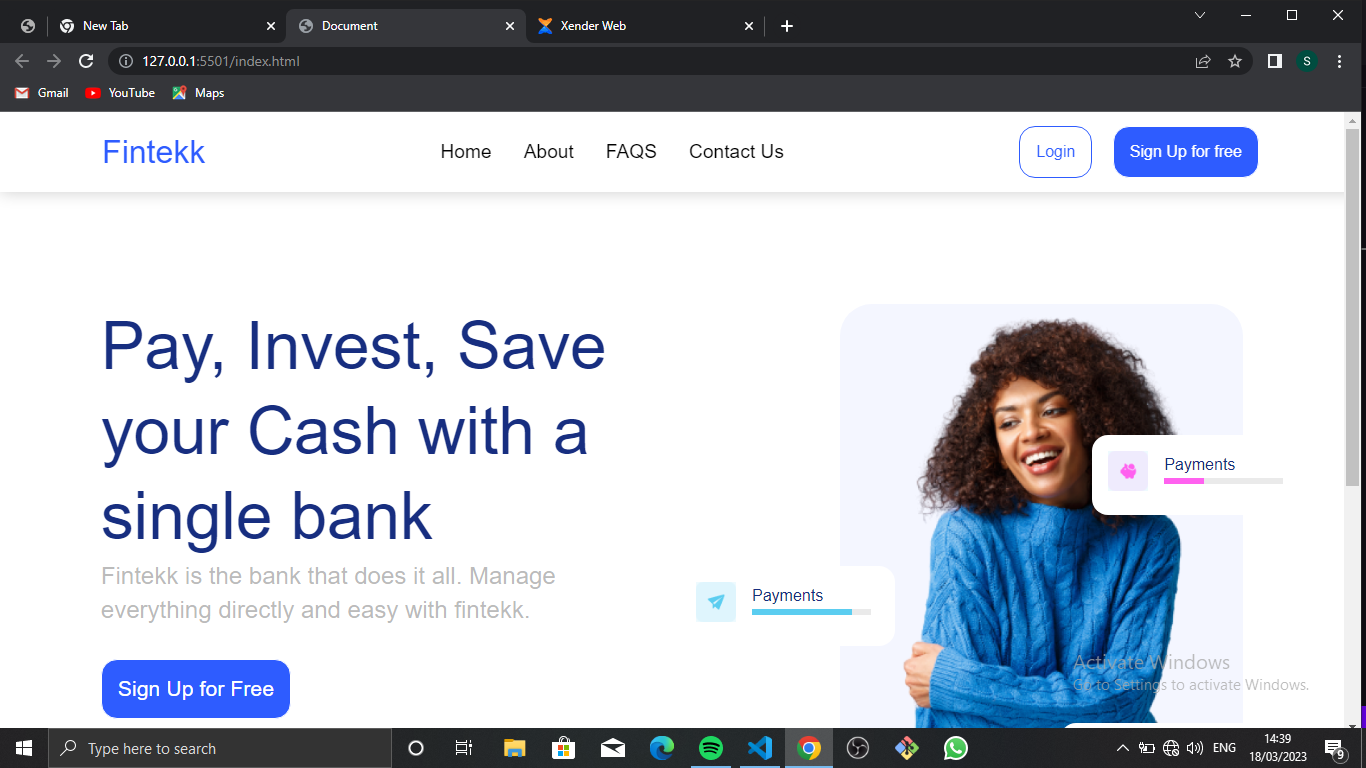 New Tab
Document
Xender Web
127.0.0.1:5501/index.html
S
Gmail
YouTube
Maps
Fintekk
Home
About
FAQS
Contact Us
Login
Sign Up for free
Pay, Invest, Save
your Cash with a
single bank
Fintekk is the bank that does it all. Manage
everything directly and easy with fintekk.
Sign Up for Free
Payments
Payments
Activate Windows
Go to Settings to activate Windows.
Type here to search
ENG
14:39
18/03/2023
9